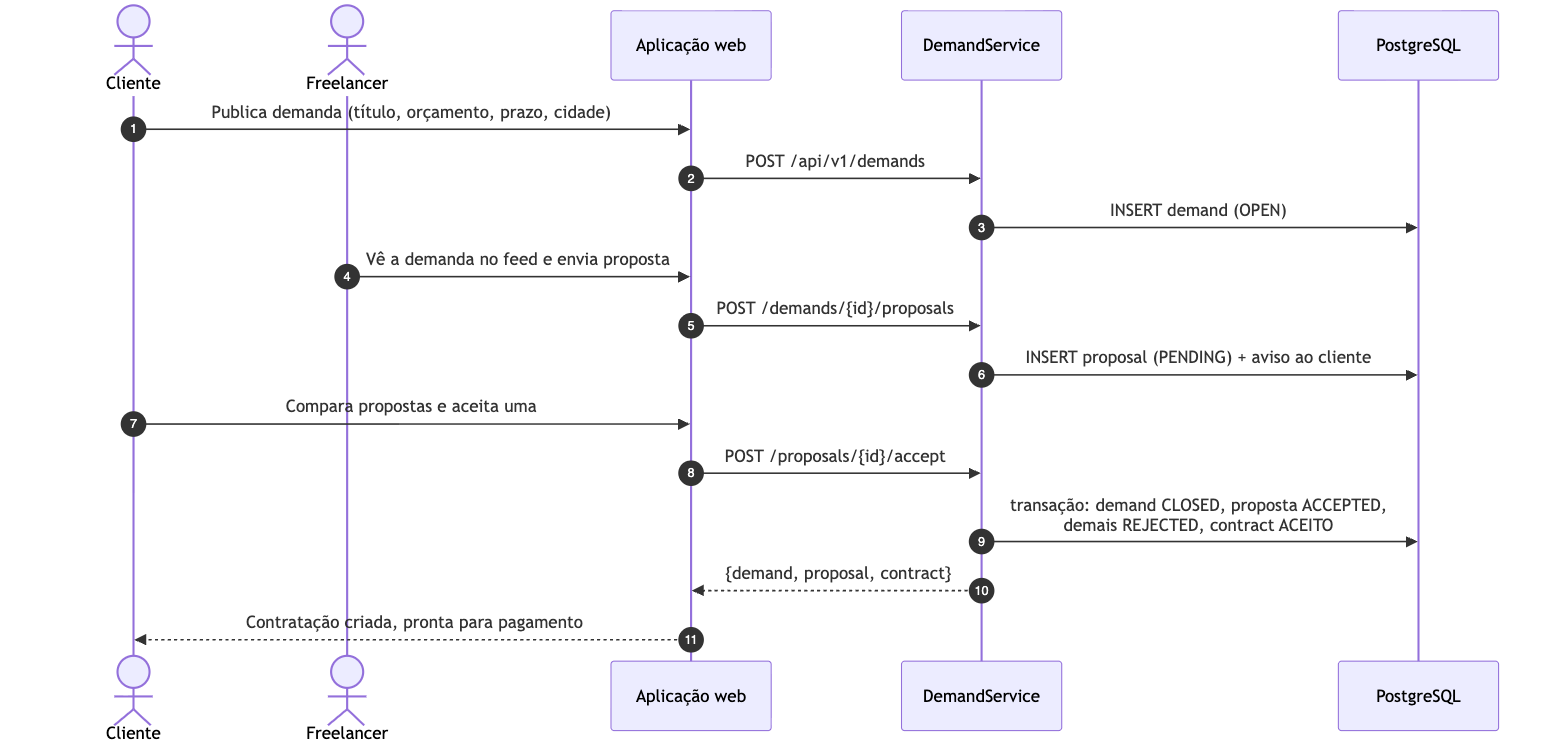 Aplicação web
DemandService
PostgreSQL
Cliente
Freelancer
Publica demanda (título, orçamento, prazo, cidade)
1
POST /api/v1/demands
2
INSERT demand (OPEN)
3
Vê a demanda no feed e envia proposta
4
POST /demands/{id}/proposals
5
INSERT proposal (PENDING) + aviso ao cliente
6
Compara propostas e aceita uma
7
POST /proposals/{id}/accept
8
transação: demand CLOSED, proposta ACCEPTED,
demais REJECTED, contract ACEITO
9
{demand, proposal, contract}
10
Contratação criada, pronta para pagamento
11
Aplicação web
DemandService
PostgreSQL
Cliente
Freelancer